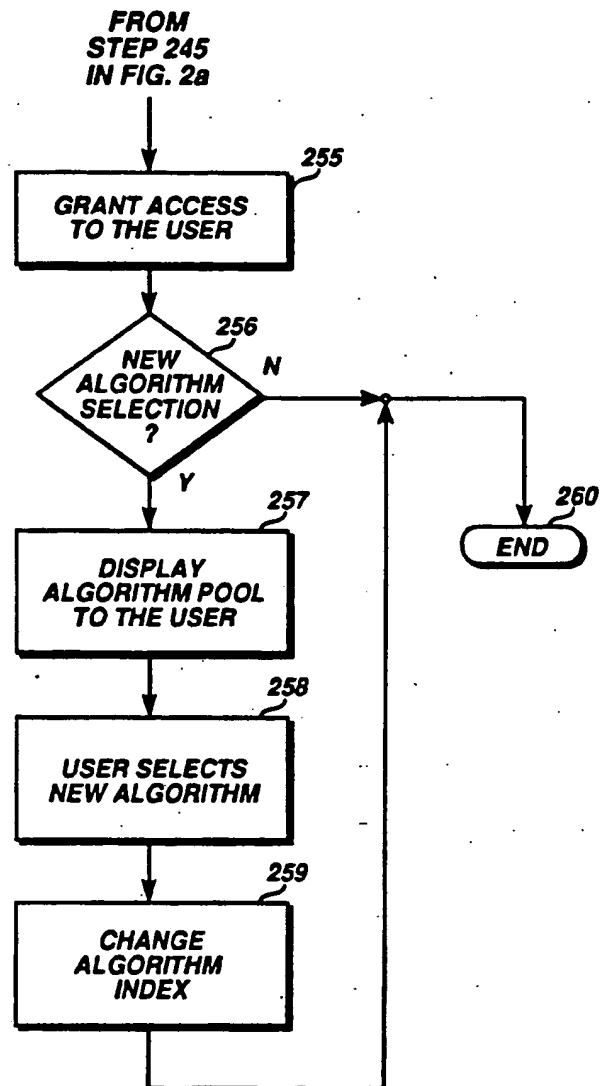 FROM
STEP 245
IN FIG. 2a
255
GRANT ACCESS
TO THE USER
256
NEW
ALGORITHM
SELECTION
?
N
Y
257
DISPLAY
ALGORITHM POOL
TO THE USER
260
END
258
USER SELECTS
NEW ALGORITHM
259
CHANGE
ALGORITHM
INDEX